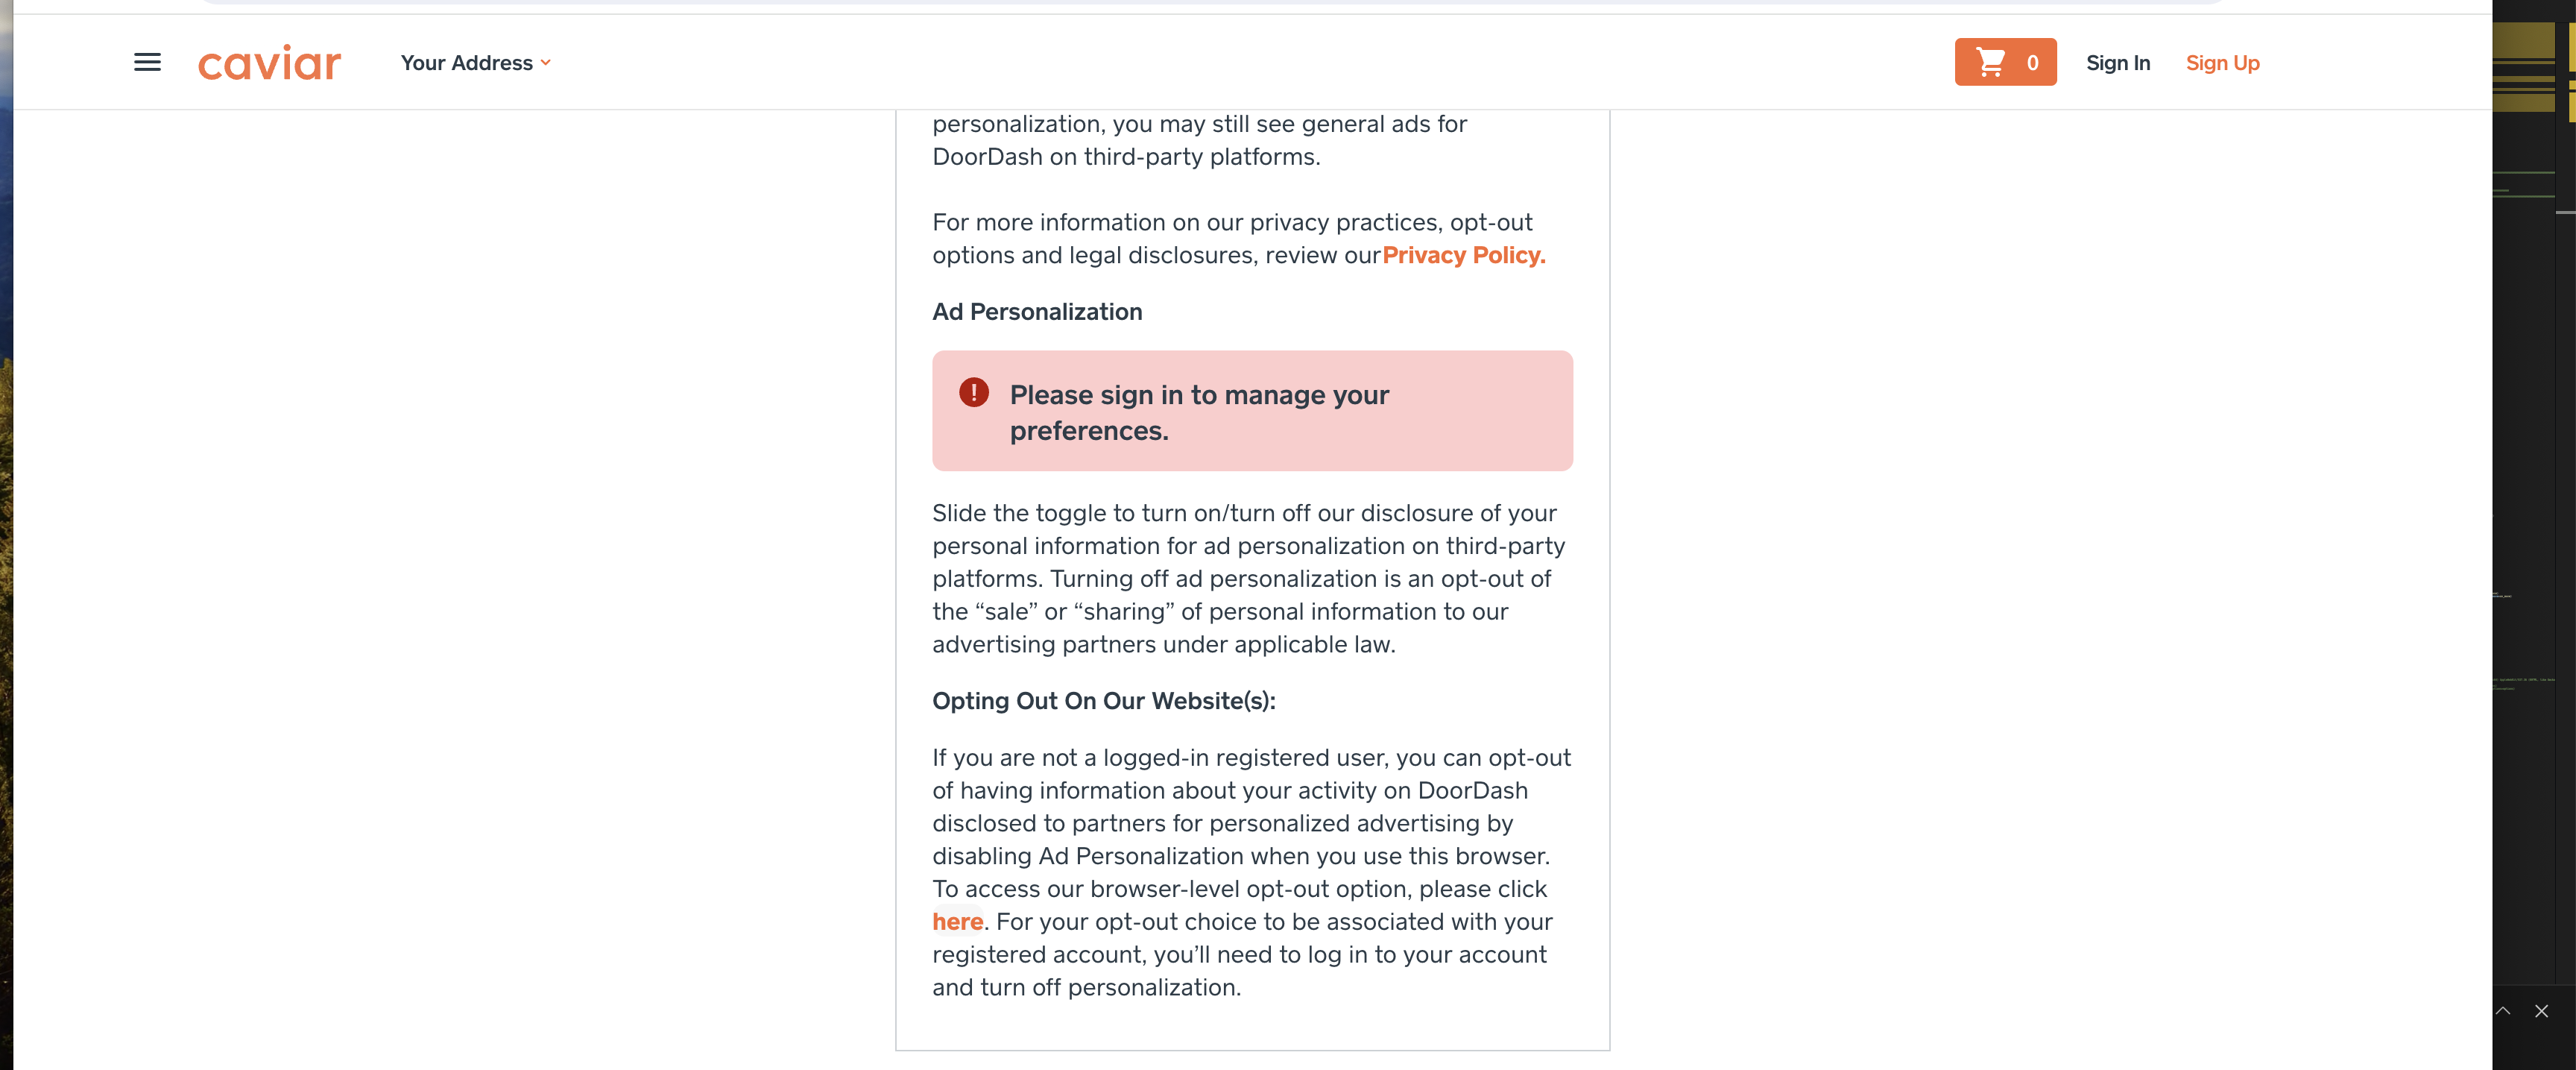 caviar
Your Address
0
Sign In
Sign Up
personalization, you may still see general ads for
DoorDash on third-party platforms.
For more information on our privacy practices, opt-out
options and legal disclosures, review ourPrivacy Policy.
Ad Personalization
Please sign in to manage your
preferences.
Slide the toggle to turn on/turn off our disclosure of your
personal information for ad personalization on third-party
platforms. Turning off ad personalization is an opt-out of
the “sale” or “sharing” of personal information to our
advertising partners under applicable law.
Opting Out On Our Website(s):
If you are not a logged-in registered user, you can opt-out
of having information about your activity on DoorDash
disclosed to partners for personalized advertising by
disabling Ad Personalization when you use this browser.
To access our browser-level opt-out option, please click
here. For your opt-out choice to be associated with your
registered account, you’ll need to log in to your account
and turn off personalization.